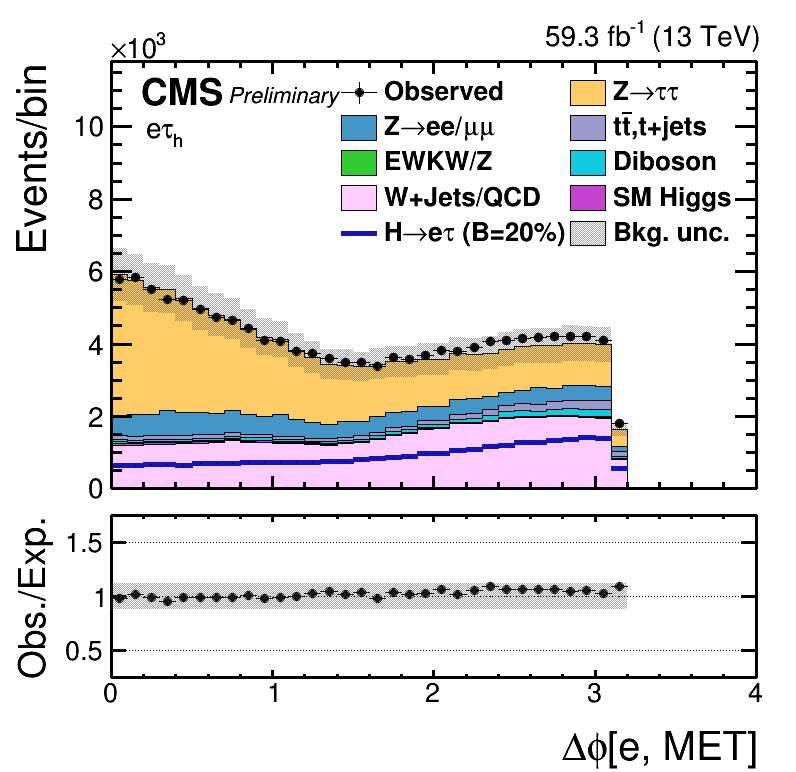 ×10³ 59.3 fb⁻¹ (13 TeV)
CMS Preliminary
eτₕ
Observed Z→ττ
Z→ee/μμ tt̄,t+jets
EWKW/Z Diboson
W+Jets/QCD SM Higgs
H→eτ (B=20%) Bkg. unc.
Events/bin
10
8
6
4
2
0
Obs./Exp.
1.5
1
0.5
0 1 2 3 4
Δϕ[e, MET]